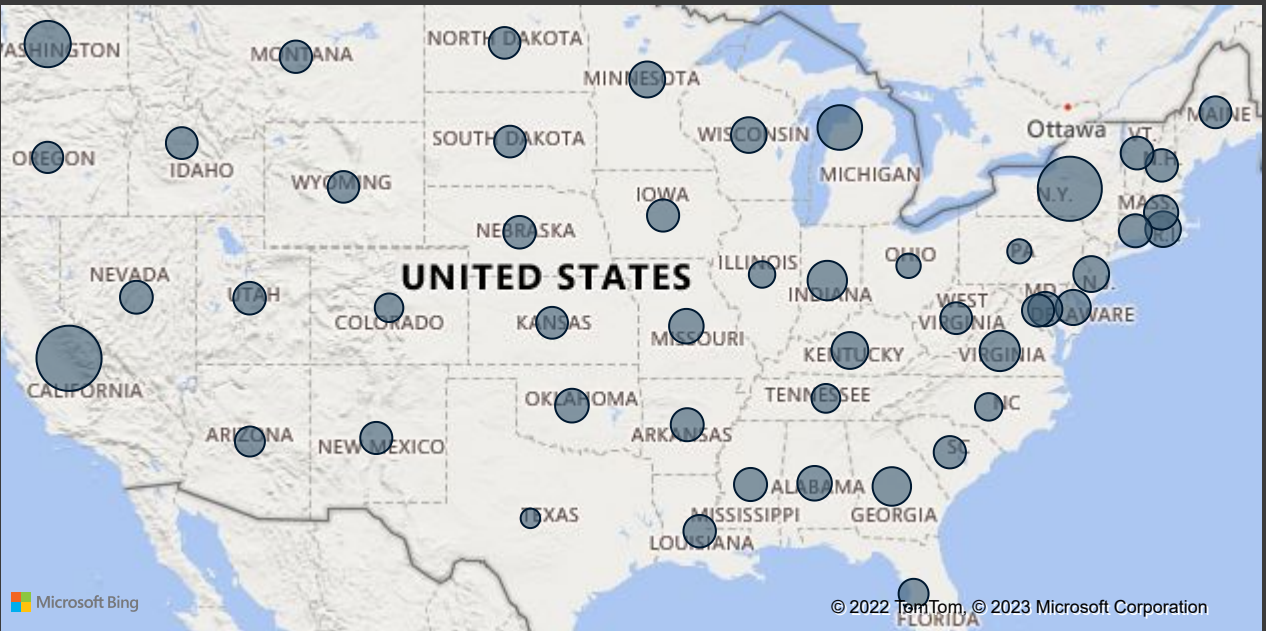 WASHINGTON
MONTANA
NORTH DAKOTA
MINNESOTA
SOUTH DAKOTA
WISCONSIN
MICHIGAN
Ottawa
MAINE
VT.
N.H.
OREGON
IDAHO
WYOMING
IOWA
N.Y.
MASS.
R.I.
NEBRASKA
NEVADA
UTAH
COLORADO
UNITED STATES
ILLINOIS
INDIANA
OHIO
PA
N.J.
MD.
DELAWARE
KANSAS
MISSOURI
WEST
VIRGINIA
KENTUCKY
VIRGINIA
CALIFORNIA
OKLAHOMA
TENNESSEE
NC
ARIZONA
NEW MEXICO
ARKANSAS
SC
TEXAS
MISSISSIPPI
ALABAMA
GEORGIA
LOUISIANA
FLORIDA
Microsoft Bing
© 2022 TomTom, © 2023 Microsoft Corporation